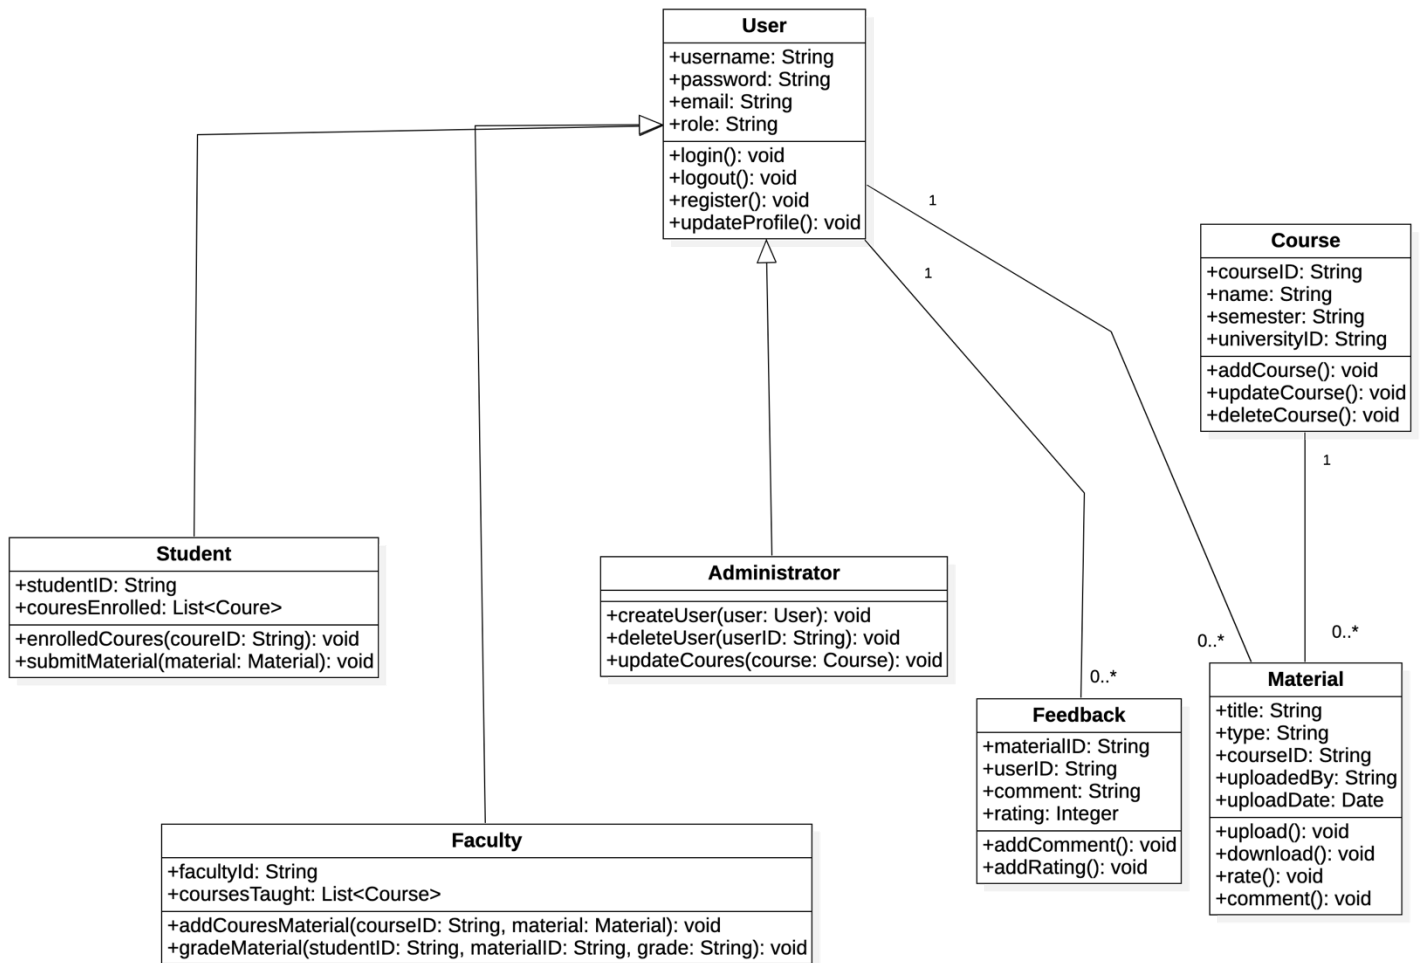 User
+username: String
+password: String
+email: String
+role: String
+login(): void
+logout(): void
+register(): void
+updateProfile(): void
1
1
Course
+courseID: String
+name: String
+semester: String
+universityID: String
+addCourse(): void
+updateCourse(): void
+deleteCourse(): void
1
Student
+studentID: String
+couresEnrolled: List<Coure>
+enrolledCoures(coureID: String): void
+submitMaterial(material: Material): void
Administrator
+createUser(user: User): void
+deleteUser(userID: String): void
+updateCoures(course: Course): void
0..*
0..*
0..*
Feedback
+materialID: String
+userID: String
+comment: String
+rating: Integer
+addComment(): void
+addRating(): void
Material
+title: String
+type: String
+courseID: String
+uploadedBy: String
+uploadDate: Date
+upload(): void
+download(): void
+rate(): void
+comment(): void
Faculty
+facultyId: String
+coursesTaught: List<Course>
+addCouresMaterial(courseID: String, material: Material): void
+gradeMaterial(studentID: String, materialID: String, grade: String): void